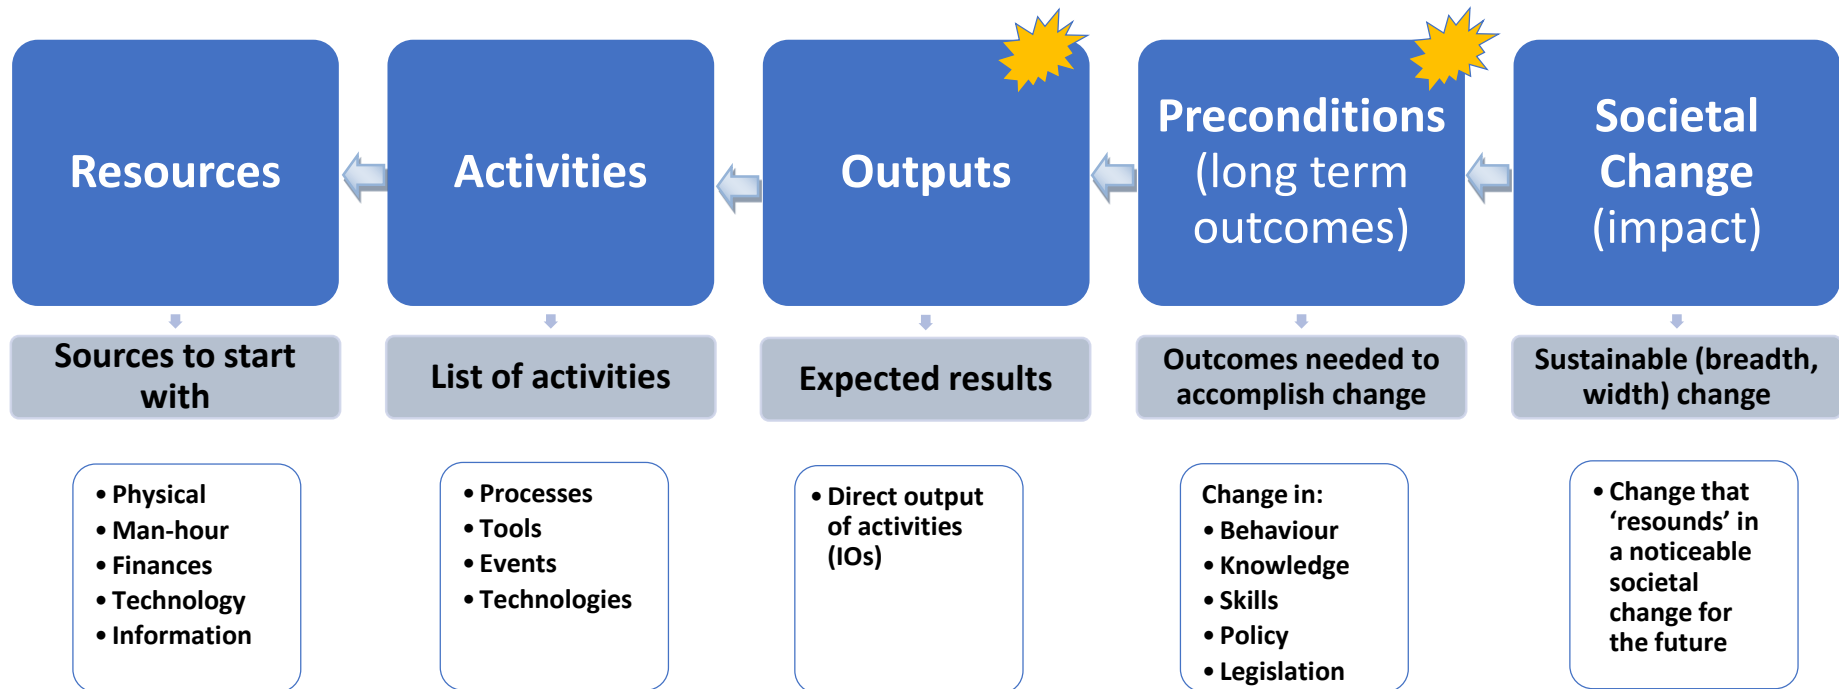 Resources
Activities
Outputs
Preconditions
(long term
outcomes)
Societal
Change
(impact)
Sources to start
with
List of activities
Expected results
Outcomes needed to
accomplish change
Sustainable (breadth,
width) change
• Physical
• Man-hour
• Finances
• Technology
• Information
• Processes
• Tools
• Events
• Technologies
• Direct output
of activities
(IOs)
Change in:
• Behaviour
• Knowledge
• Skills
• Policy
• Legislation
• Change that
‘resounds’ in
a noticeable
societal
change for
the future